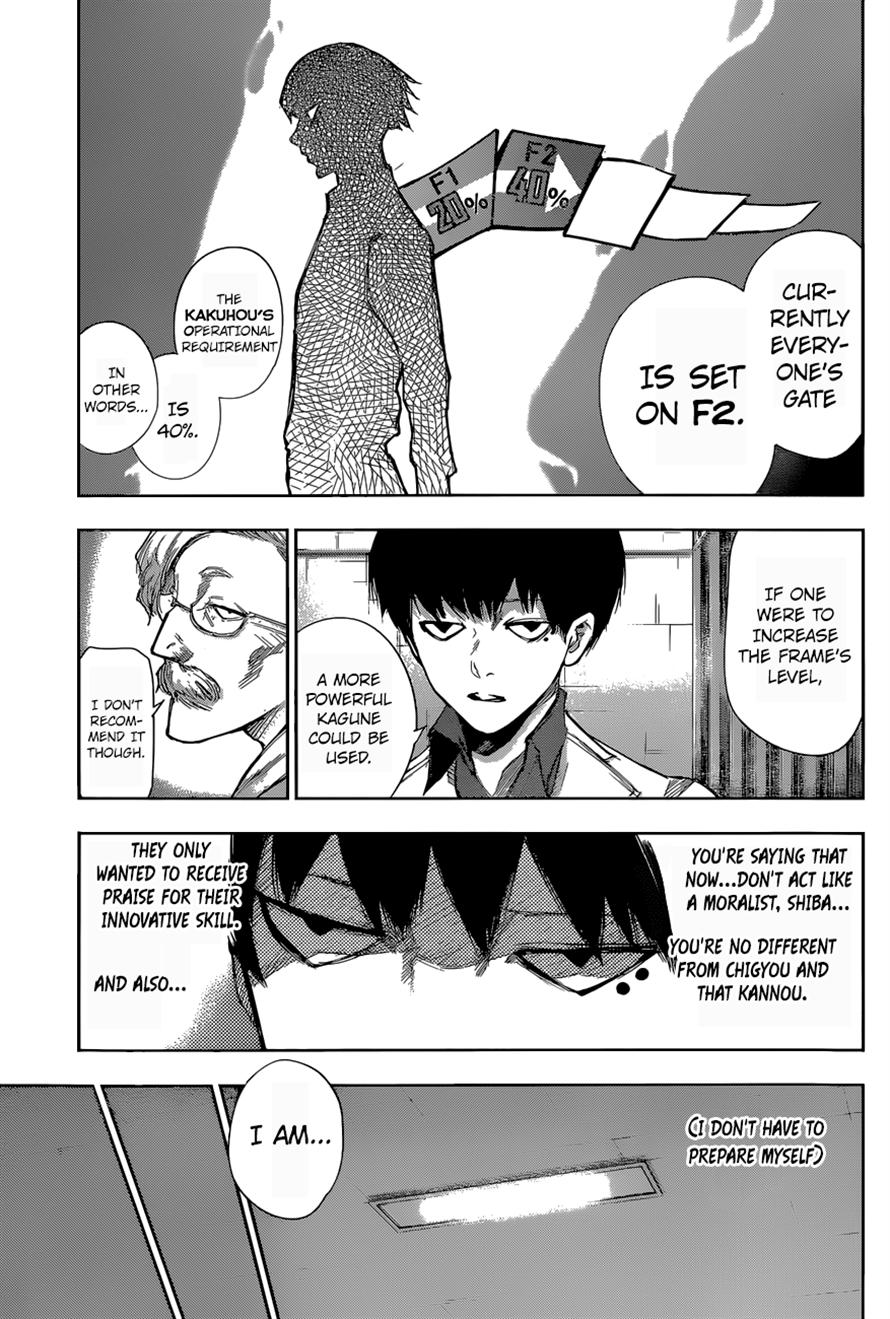 F1
20%
F2
40%
CUR-
RENTLY
EVERY-
ONE'S
GATE
IS SET
ON F2.
THE
KAKUHOU'S
OPERATIONAL
REQUIREMENT
IS
40%.
IN
OTHER
WORDS...
IF ONE
WERE TO
INCREASE
THE FRAME'S
LEVEL,
A MORE
POWERFUL
KAGUNE
COULD BE
USED.
I DON'T
RECOM-
MEND IT
THOUGH.
YOU'RE SAYING THAT
NOW...DON'T ACT LIKE
A MORALIST, SHIBA...
YOU'RE NO DIFFERENT
FROM CHIGYOU AND
THAT KANNOU.
THEY ONLY
WANTED TO RECEIVE
PRAISE FOR THEIR
INNOVATIVE SKILL.
AND ALSO...
(I DON'T HAVE TO
PREPARE MYSELF)
I AM...